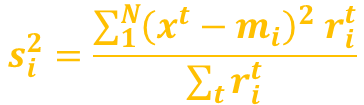 s_i^2 = \frac{\sum_1^N (x^t - m_i)^2 \, r_i^t}{\sum_t r_i^t}